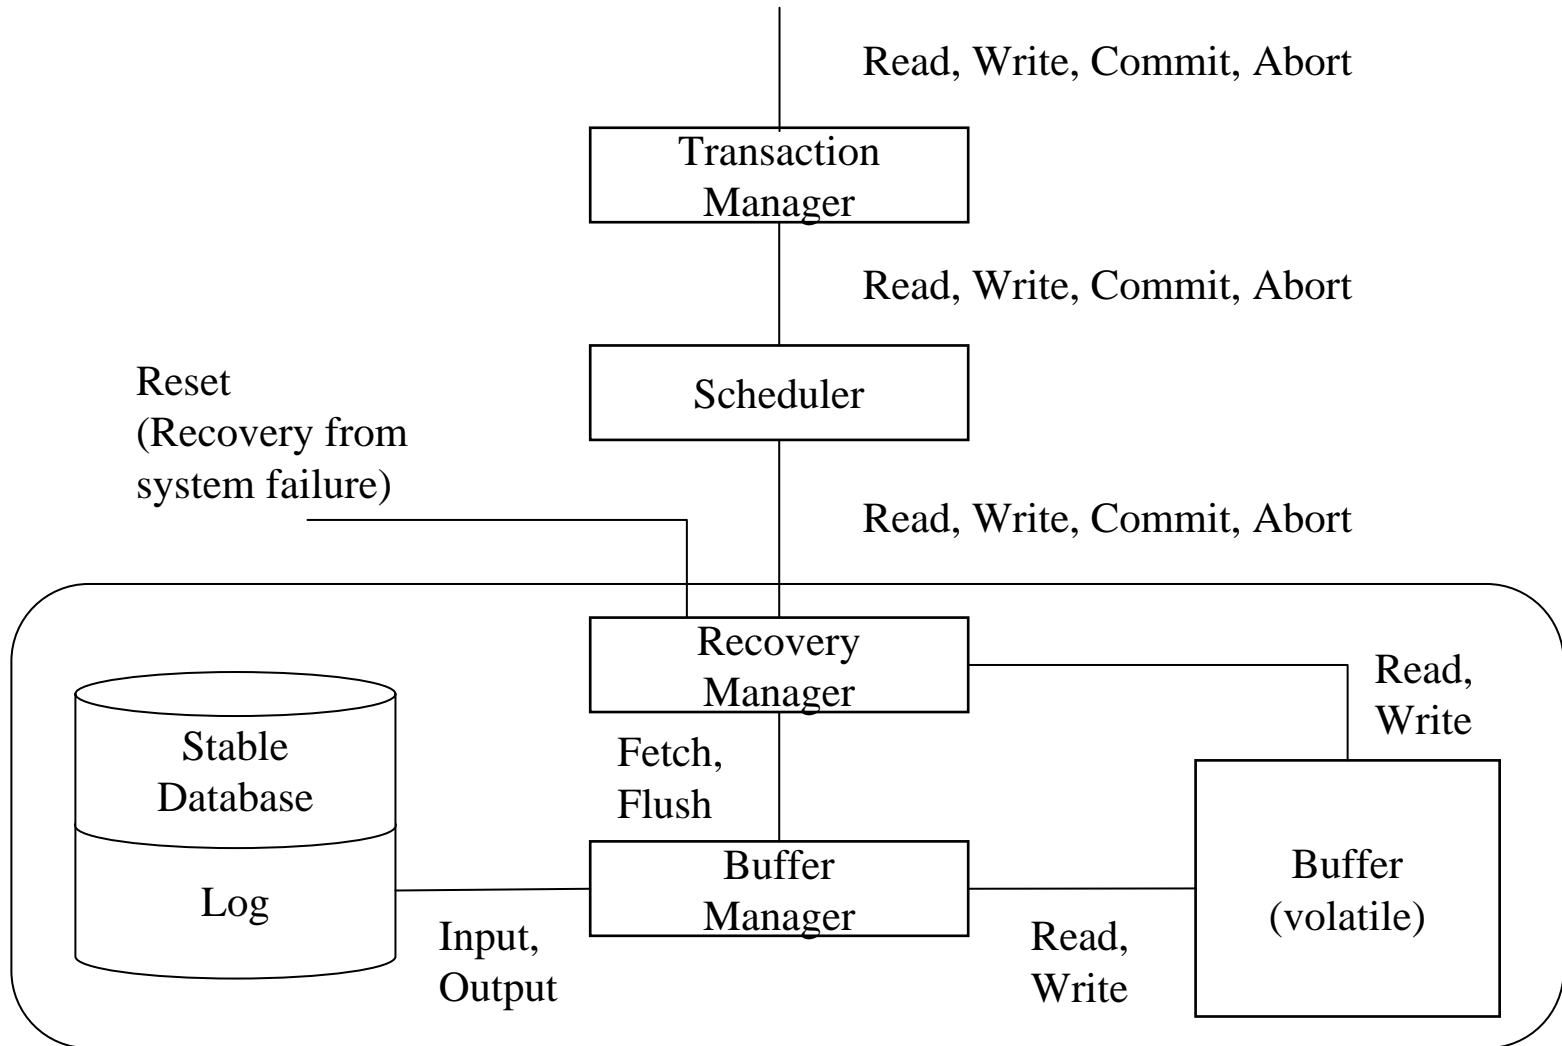 Read, Write, Commit, Abort
Transaction
Manager
Read, Write, Commit, Abort
Reset
(Recovery from
system failure)
Scheduler
Read, Write, Commit, Abort
Recovery
Manager
Read,
Write
Stable
Database
Fetch,
Flush
Log
Buffer
Manager
Buffer
(volatile)
Input,
Output
Read,
Write